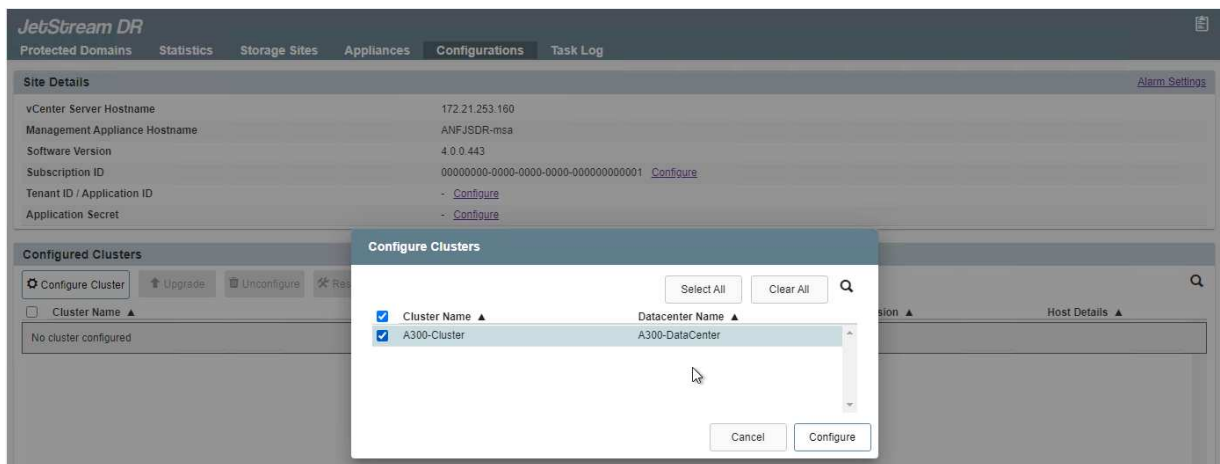 JetStream DR
Protected Domains Statistics Storage Sites Appliances Configurations Task Log
Site Details Alarm Settings
vCenter Server Hostname 172.21.253.160
Management Appliance Hostname ANFJSDR-msa
Software Version 4.0.0.443
Subscription ID 00000000-0000-0000-0000-000000000001 Configure
Tenant ID / Application ID - Configure
Application Secret - Configure
Configured Clusters
Configure Cluster Upgrade Unconfigure
Cluster Name ▲ Host Details ▲
No cluster configured
Configure Clusters
Select All Clear All
Cluster Name ▲ Datacenter Name ▲
A300-Cluster A300-DataCenter
Cancel Configure